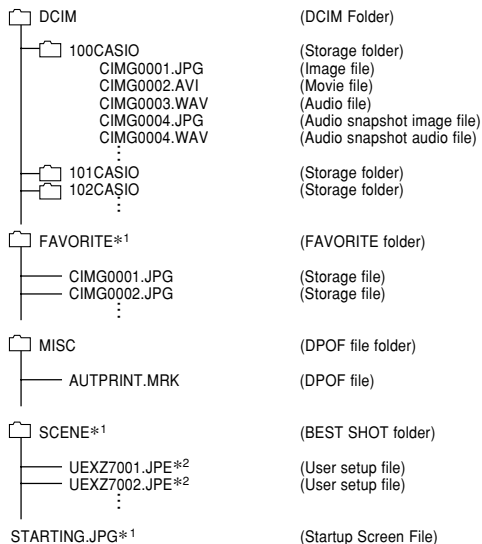 DCIM (DCIM Folder)
100CASIO (Storage folder)
CIMG0001.JPG (Image file)
CIMG0002.AVI (Movie file)
CIMG0003.WAV (Audio file)
CIMG0004.JPG (Audio snapshot image file)
CIMG0004.WAV (Audio snapshot audio file)
101CASIO (Storage folder)
102CASIO (Storage folder)
FAVORITE*1 (FAVORITE folder)
CIMG0001.JPG (Storage file)
CIMG0002.JPG (Storage file)
MISC (DPOF file folder)
AUTPRINT.MRK (DPOF file)
SCENE*1 (BEST SHOT folder)
UEXZ7001.JPE*2 (User setup file)
UEXZ7002.JPE*2 (User setup file)
STARTING.JPG*1 (Startup Screen File)